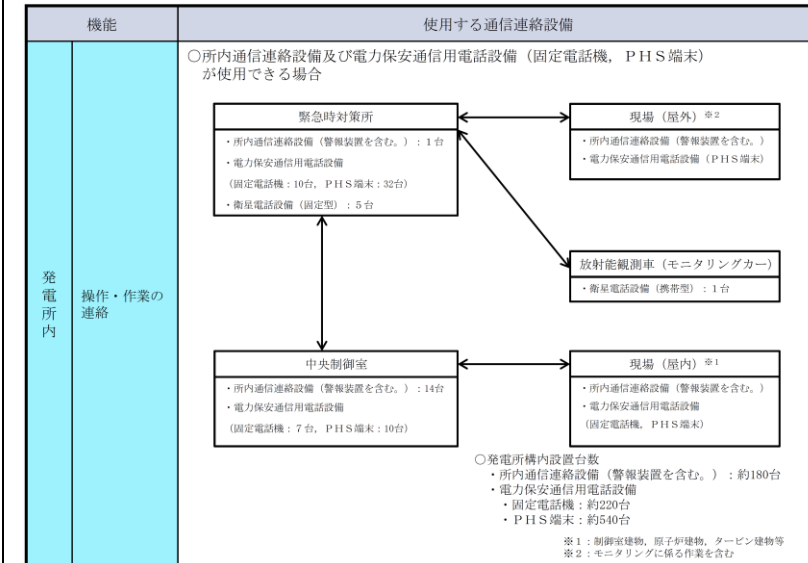 機能
使用する通信連絡設備
発電所内
操作・作業の
連絡
○所内通信連絡設備及び電力保安通信用電話設備（固定電話機，ＰＨＳ端末）
が使用できる場合
緊急時対策所
・所内通信連絡設備（警報装置を含む。）：１台
・電力保安通信用電話設備
（固定電話機：10台，ＰＨＳ端末：32台）
・衛星電話設備（固定型）：５台
現場（屋外）※２
・所内通信連絡設備（警報装置を含む。）
・電力保安通信用電話設備（ＰＨＳ端末）
放射能観測車（モニタリングカー）
・衛星電話設備（携帯型）：１台
中央制御室
・所内通信連絡設備（警報装置を含む。）：14台
・電力保安通信用電話設備
（固定電話機：７台，ＰＨＳ端末：10台）
現場（屋内）※１
・所内通信連絡設備（警報装置を含む。）
・電力保安通信用電話設備
（固定電話機，ＰＨＳ端末）
○発電所構内設置台数
・所内通信連絡設備（警報装置を含む。）：約180台
・電力保安通信用電話設備
・固定電話機：約220台
・ＰＨＳ端末：約540台
※１：制御室建物，原子炉建物，タービン建物等
※２：モニタリングに係る作業を含む